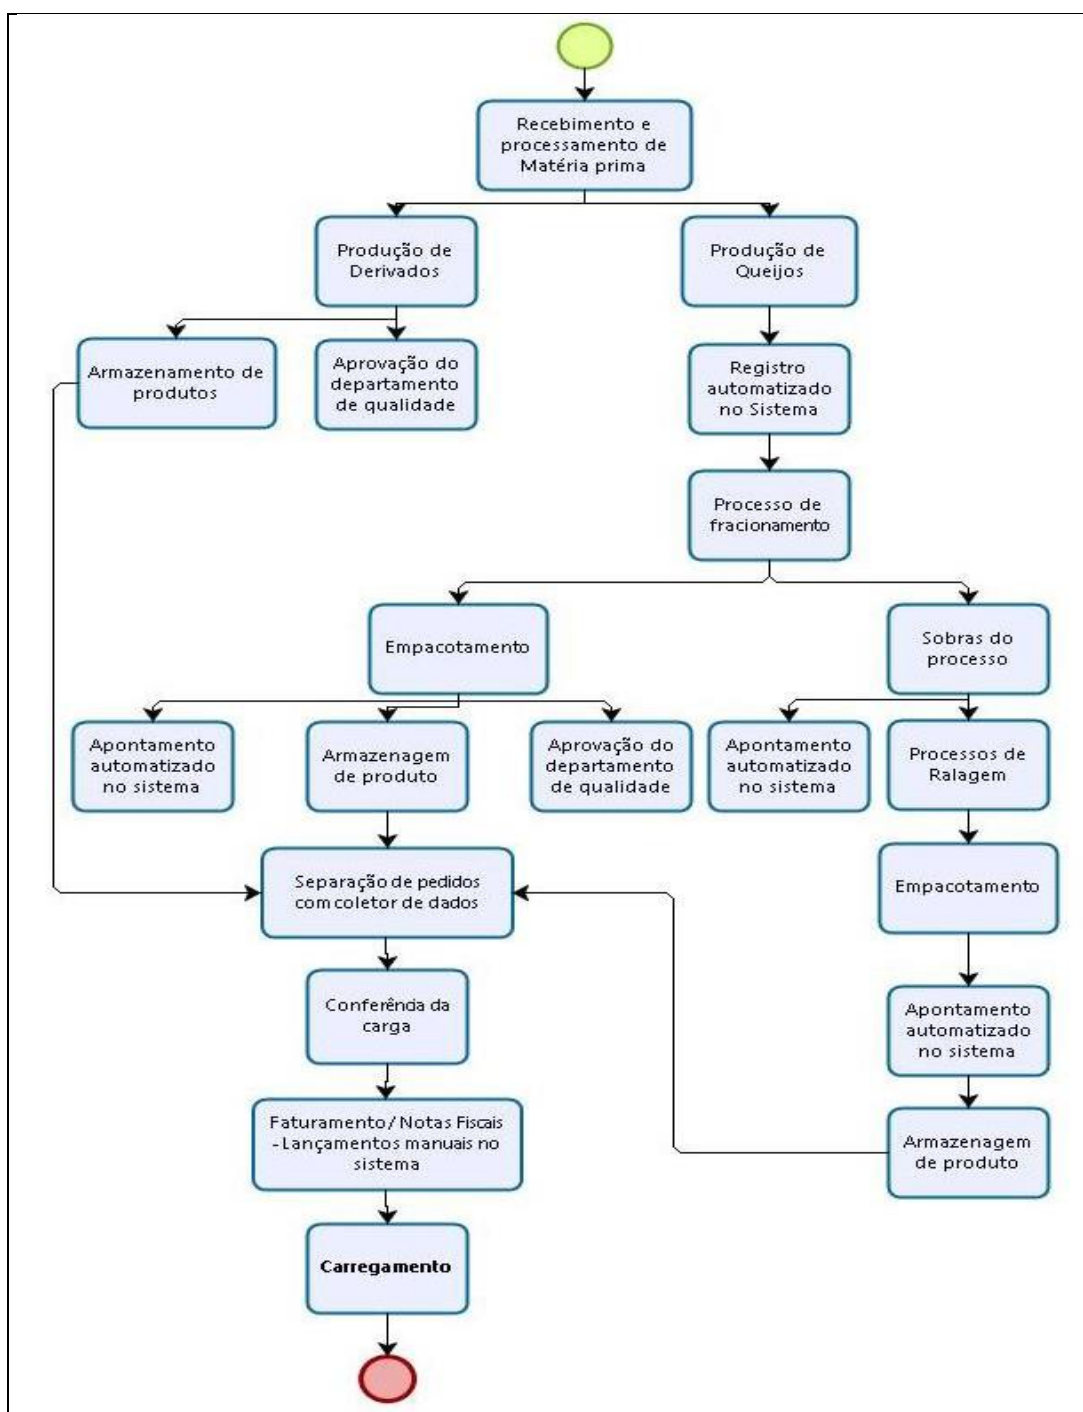 Recebimento e
processamento de
Matéria prima
Produção de
Derivados
Produção de
Queijos
Armazenamento de
produtos
Aprovação do
departamento
de qualidade
Registro
automatizado
no Sistema
Processo de
fracionamento
Empacotamento
Sobras do
processo
Apontamento
automatizado
no sistema
Armazenagem
de produto
Aprovação do
departamento
de qualidade
Apontamento
automatizado
no sistema
Processos de
Ralagem
Separação de pedidos
com coletor de dados
Empacotamento
Conferência da
carga
Apontamento
automatizado
no sistema
Faturamento / Notas Fiscais
- Lançamentos manuais no
sistema
Armazenagem
de produto
Carregamento